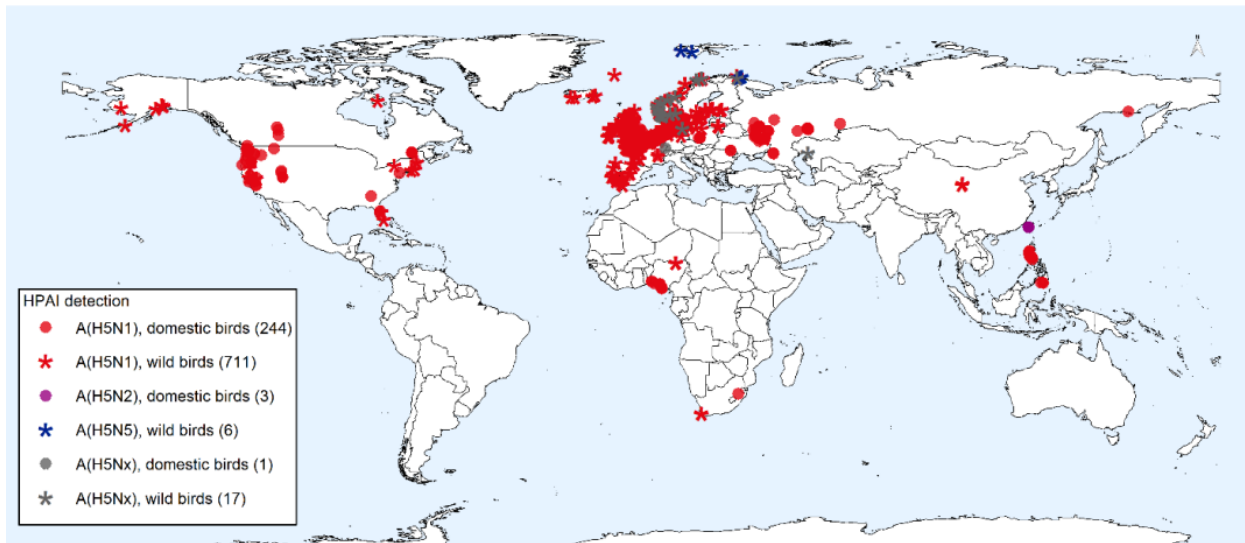 HPAI detection
A(H5N1), domestic birds (244)
A(H5N1), wild birds (711)
A(H5N2), domestic birds (3)
A(H5N5), wild birds (6)
A(H5Nx), domestic birds (1)
A(H5Nx), wild birds (17)